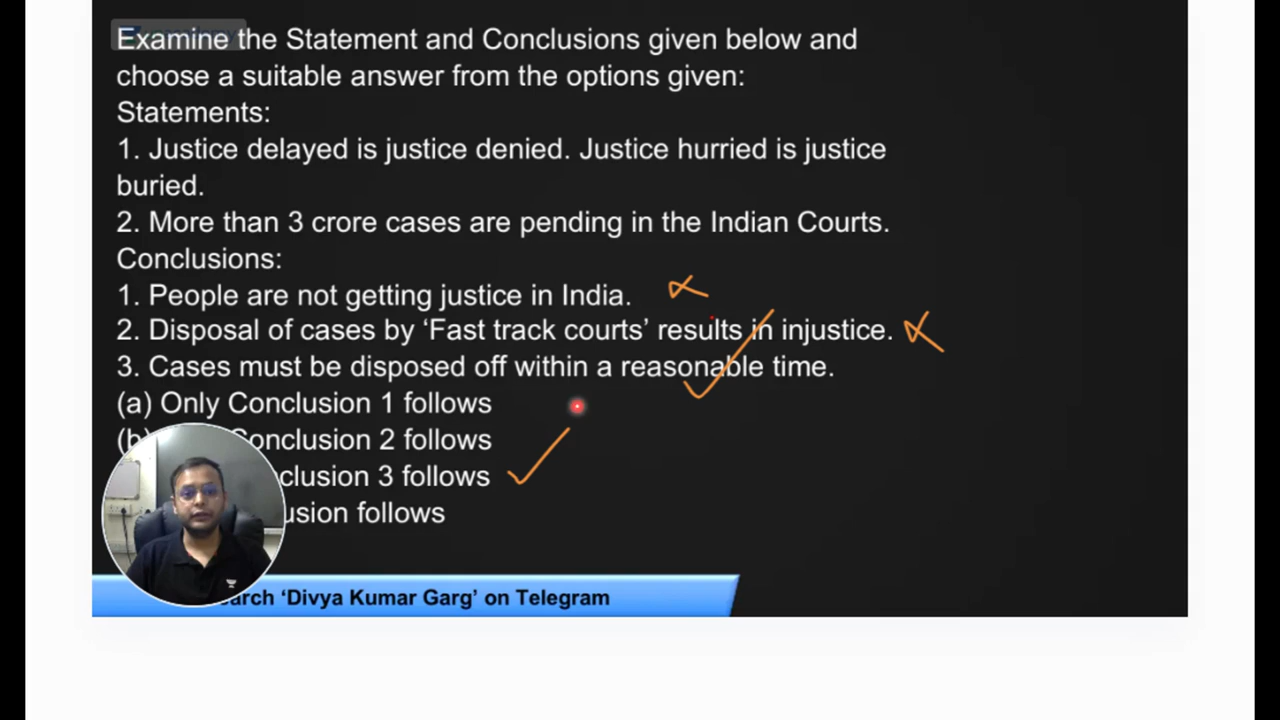 Examine the Statement and Conclusions given below and
choose a suitable answer from the options given:
Statements:
1. Justice delayed is justice denied. Justice hurried is justice
buried.
2. More than 3 crore cases are pending in the Indian Courts.
Conclusions:
1. People are not getting justice in India.
2. Disposal of cases by ‘Fast track courts’ results in injustice.
3. Cases must be disposed off within a reasonable time.
(a) Only Conclusion 1 follows
Conclusion 2 follows
3 follows
follows
‘Divya Kumar Garg’ on Telegram